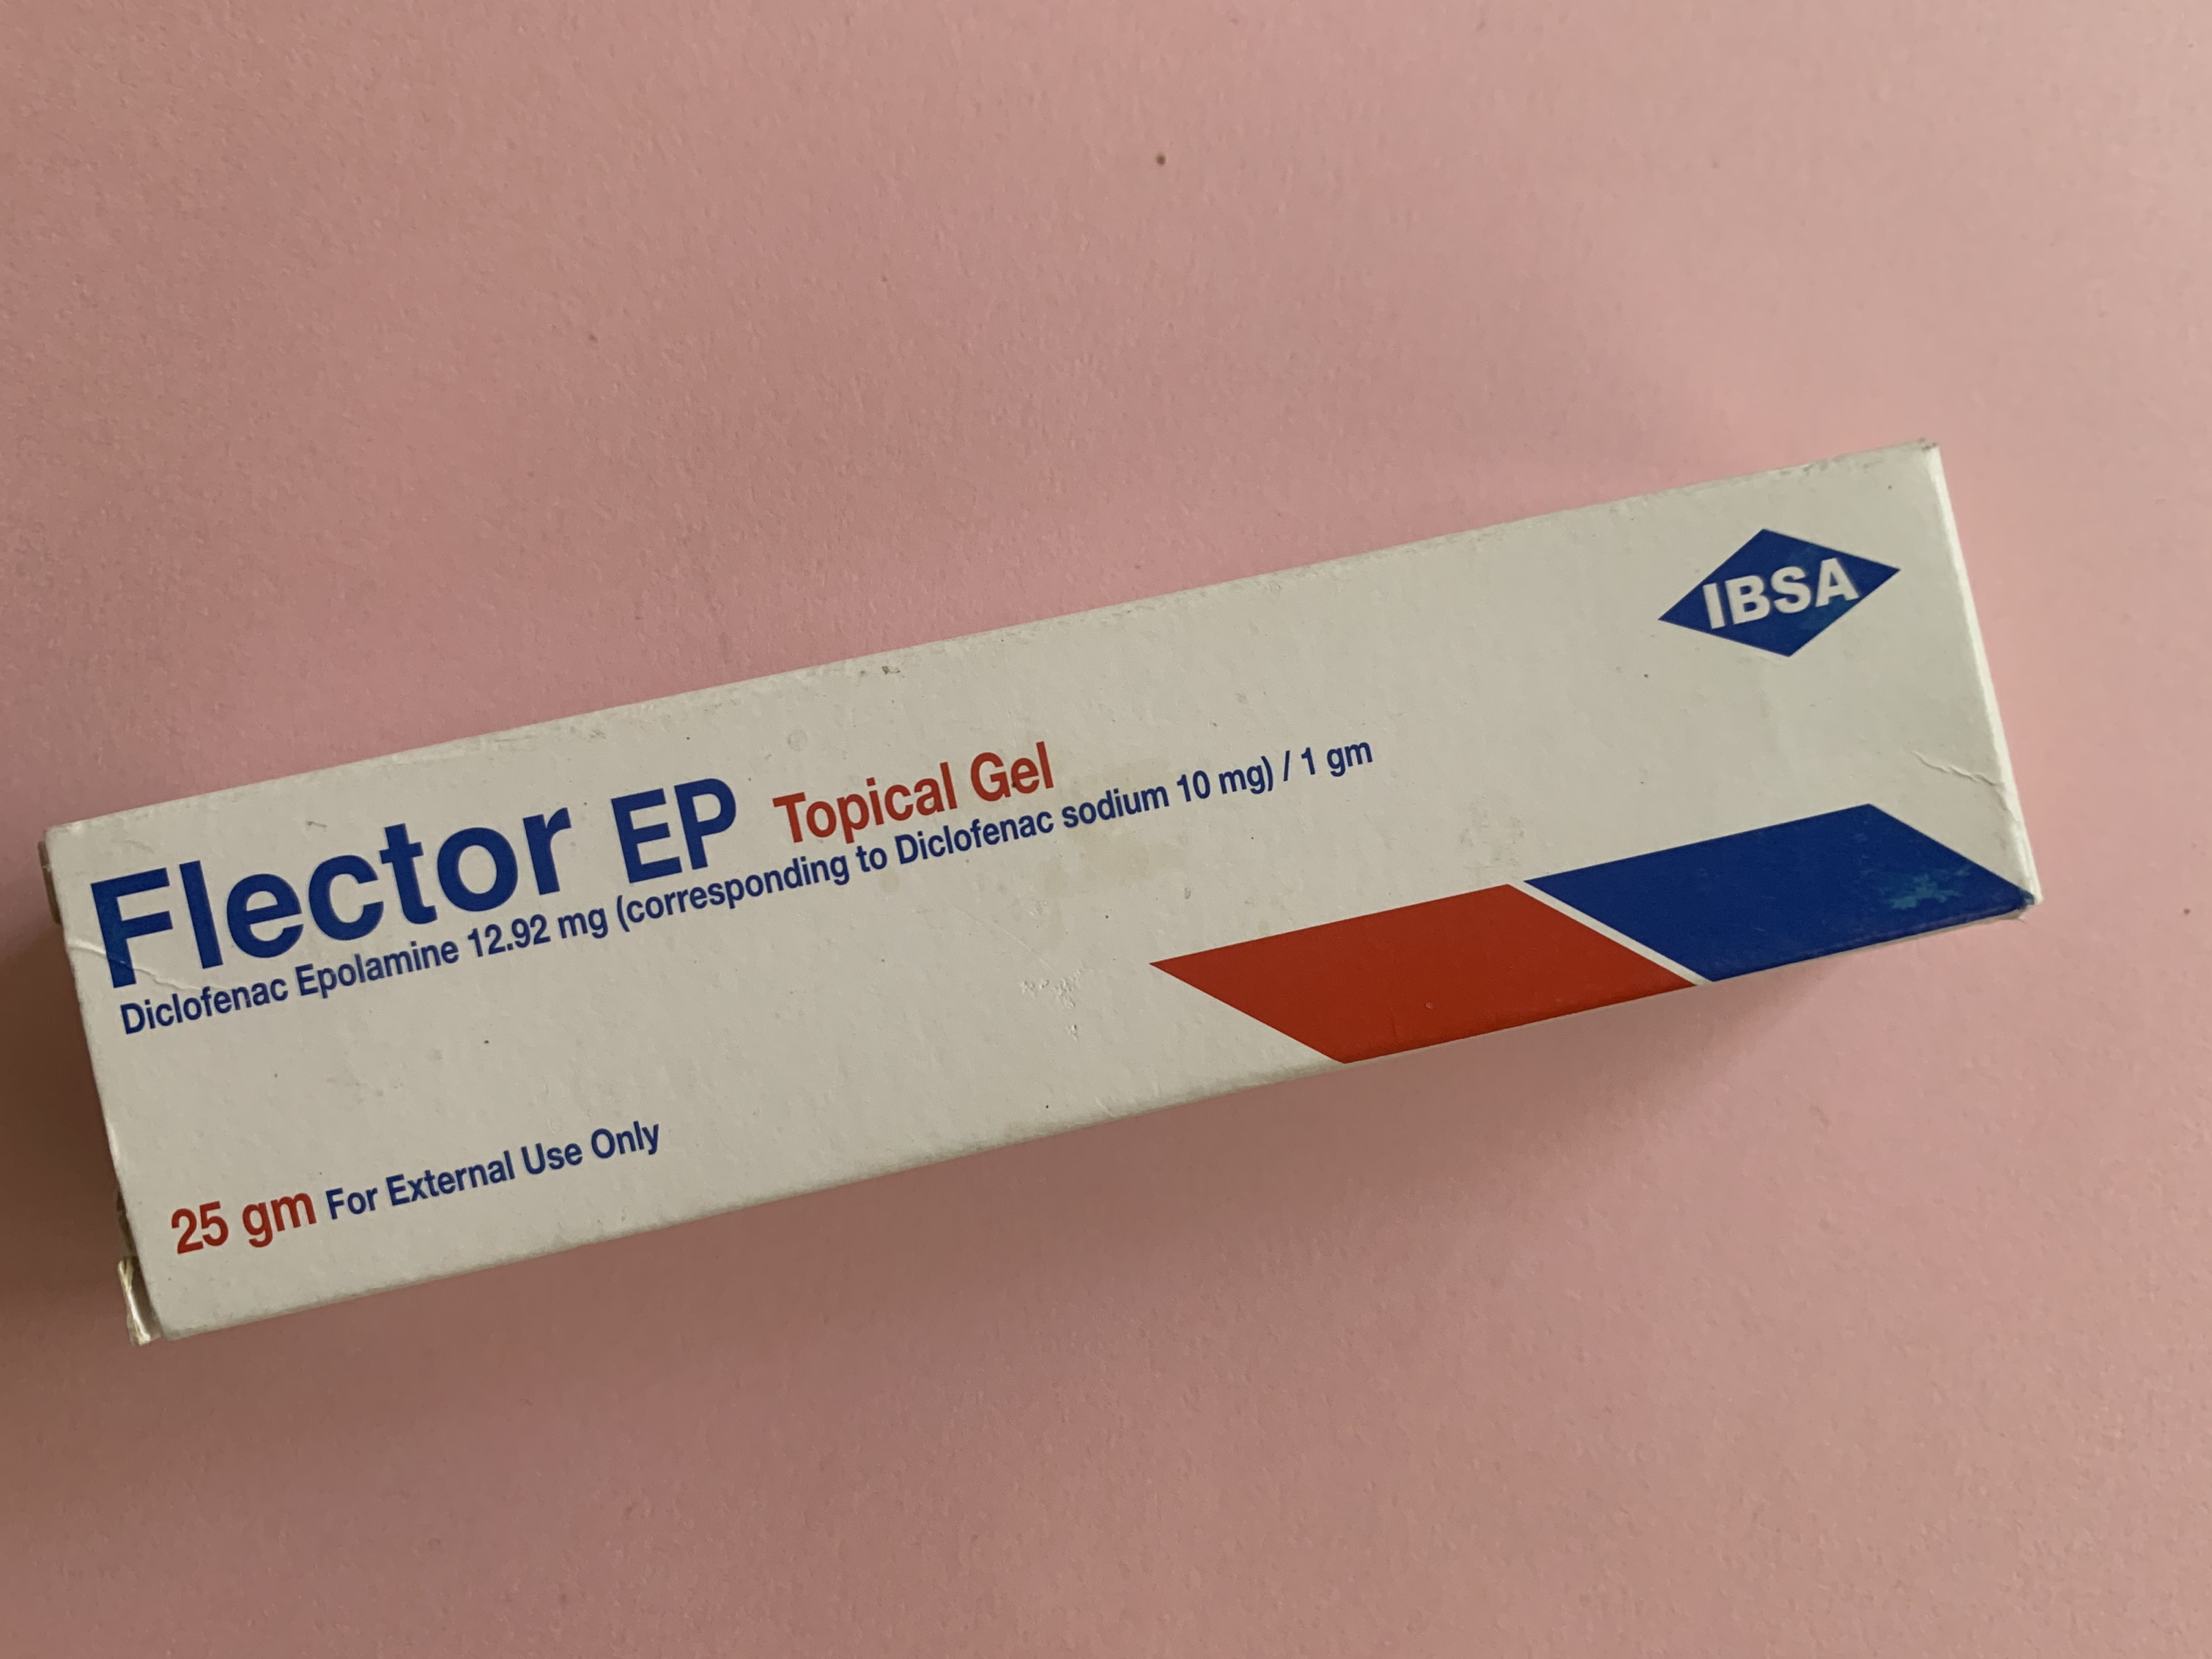 IBSA
Flector EP Topical Gel
Diclofenac Epolamine 12.92 mg (corresponding to Diclofenac sodium 10 mg) / 1 gm
25 gm For External Use Only